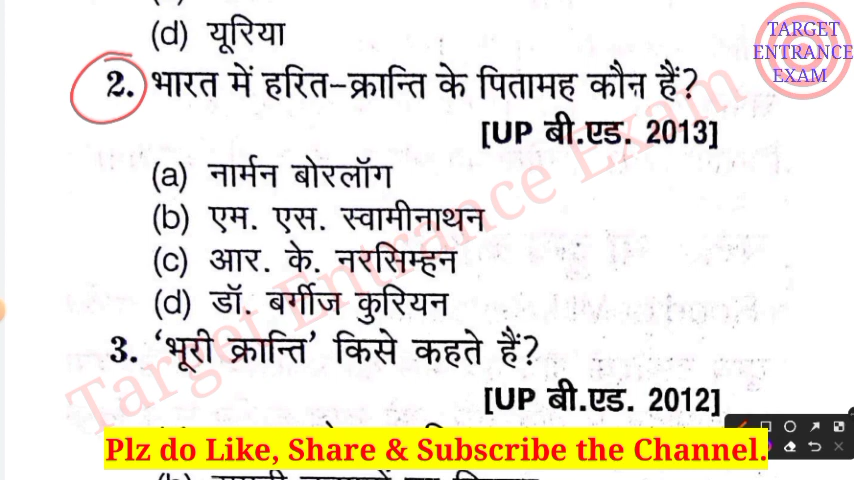 (d) यूरिया
TARGET
ENTRANCE
EXAM
2. भारत में हरित-क्रान्ति के पितामह कौन हैं?
[UP बी.एड. 2013]
(a) नार्मन बोरलॉग
(b) एम. एस. स्वामीनाथन
(c) आर. के. नरसिम्हन
(d) डॉ. बर्गीज कुरियन
Target Entrance Exam
3. ‘भूरी क्रान्ति’ किसे कहते हैं?
[UP बी.एड. 2012]
Plz do Like, Share & Subscribe the Channel.